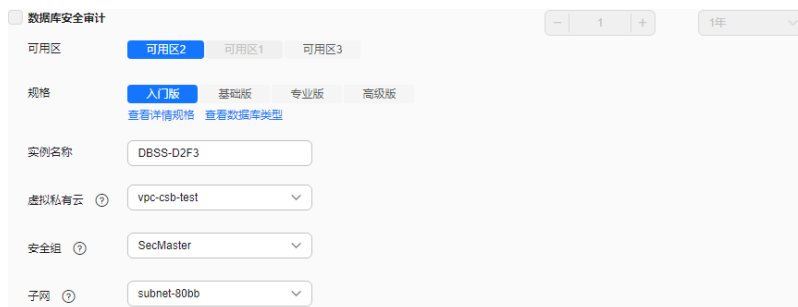 数据库安全审计 − 1 + 1年
可用区 可用区2 可用区1 可用区3
规格 入门版 基础版 专业版 高级版
查看详情规格 查看数据库类型
实例名称 DBSS-D2F3
虚拟私有云 ? vpc-csb-test
安全组 ? SecMaster
子网 ? subnet-80bb